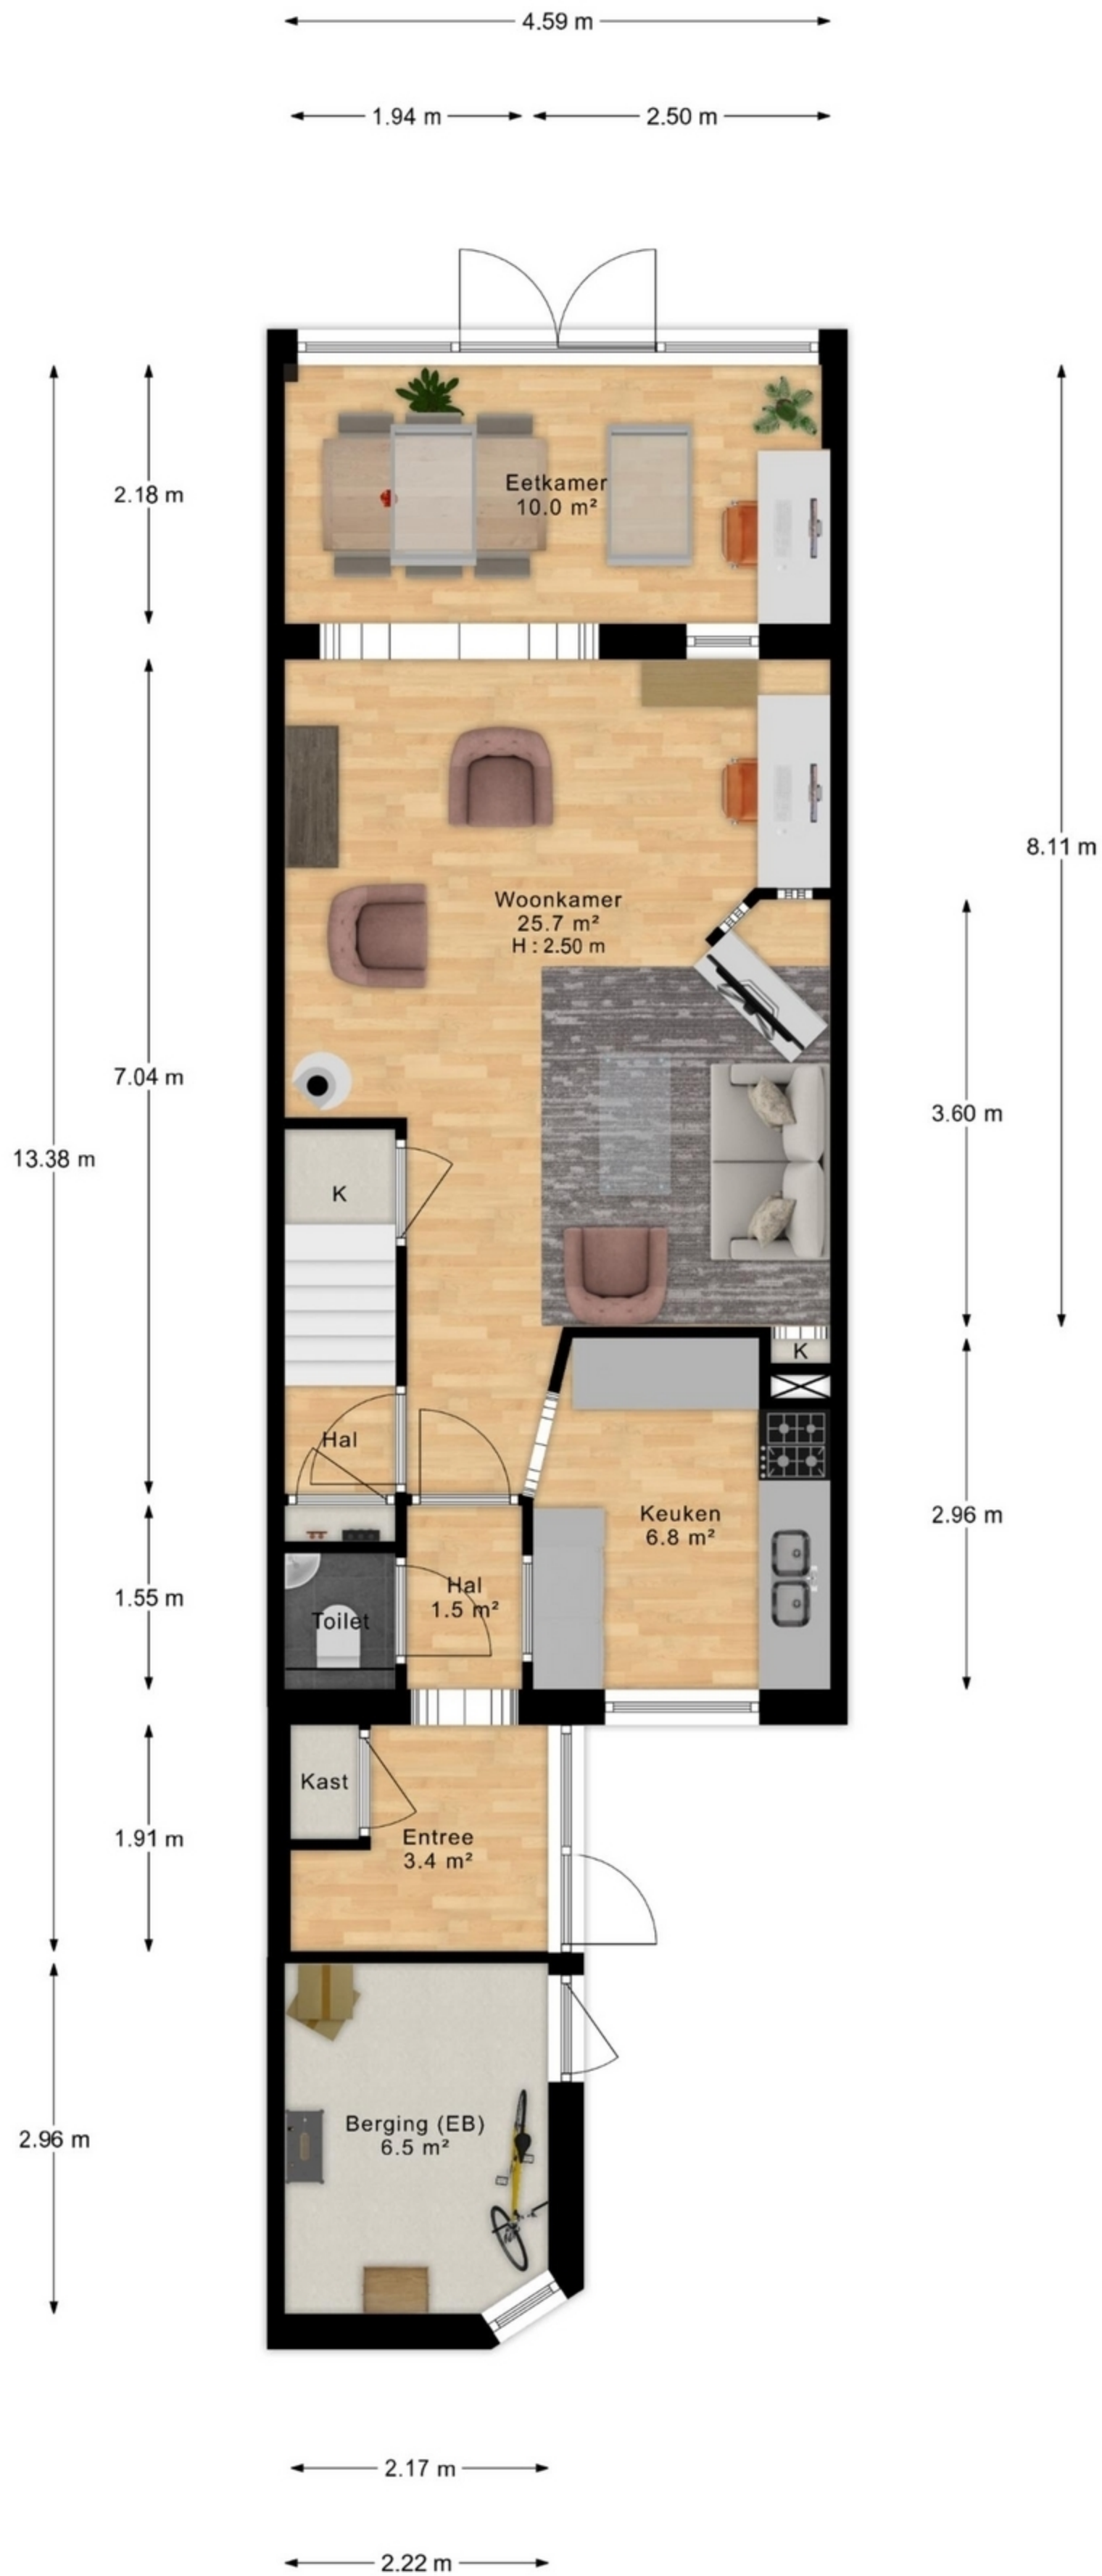 4.59 m
1.94 m
2.50 m
2.18 m
Eetkamer
10.0 m²
8.11 m
Woonkamer
25.7 m²
H : 2.50 m
7.04 m
3.60 m
13.38 m
K
K
Hal
Keuken
6.8 m²
2.96 m
Hal
1.5 m²
1.55 m
Toilet
Kast
1.91 m
Entree
3.4 m²
Berging (EB)
6.5 m²
2.96 m
2.17 m
2.22 m